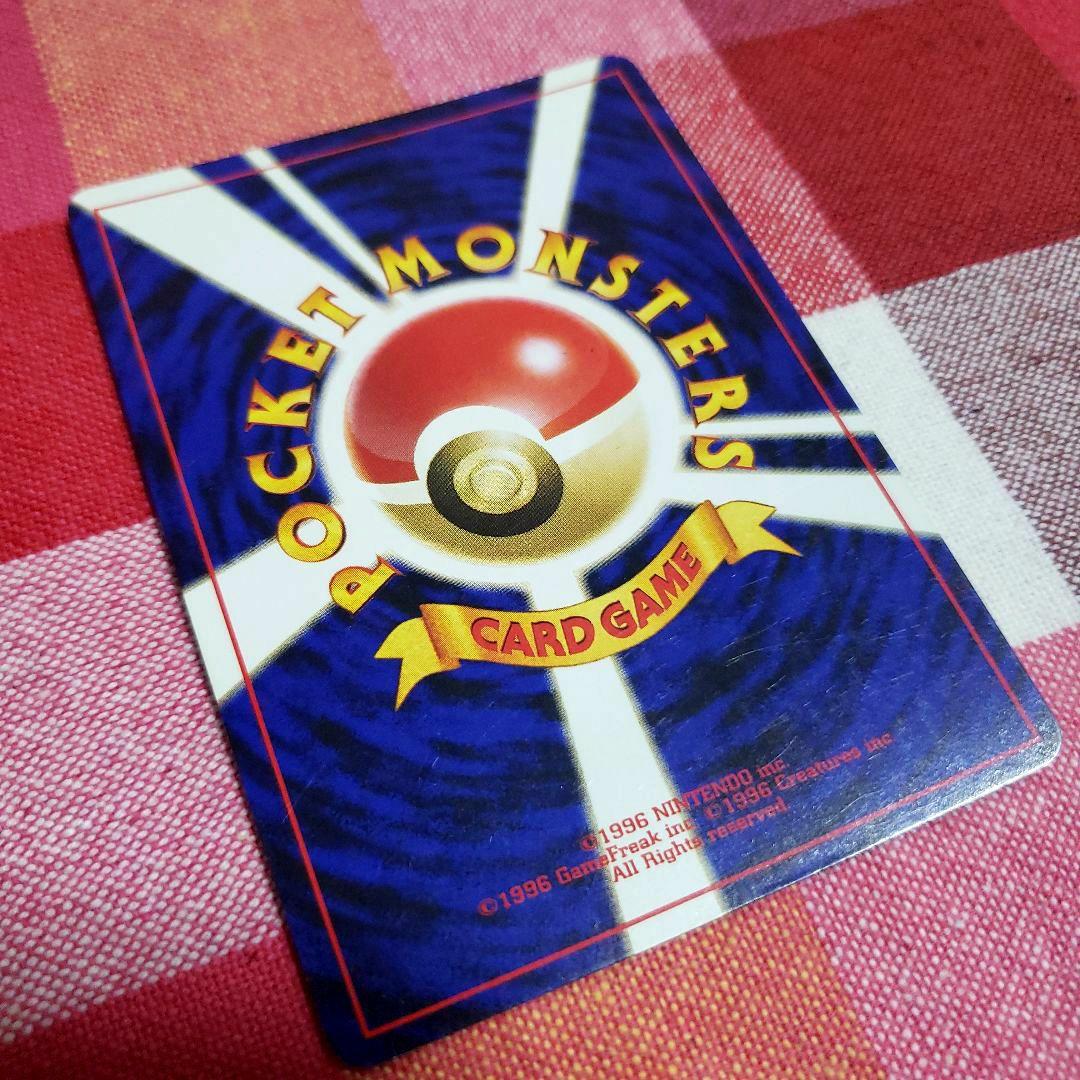 POCKET MONSTERS
CARD GAME
©1996 NINTENDO inc
©1996 GameFreak inc ©1996 Creatures inc
All Rights reserved